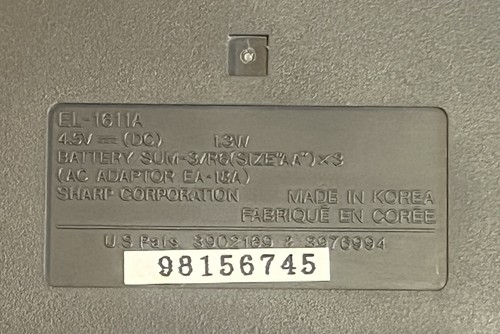 EL-1611A
4.5V ⎓ (DC) 1.3W
BATTERY SUM-3/R6(SIZE"AA")×3
(AC ADAPTOR EA-18A)
SHARP CORPORATION MADE IN KOREA
FABRIQUÉ EN CORÉE
U.S. Pats. 3902169 & 3976994
98156745